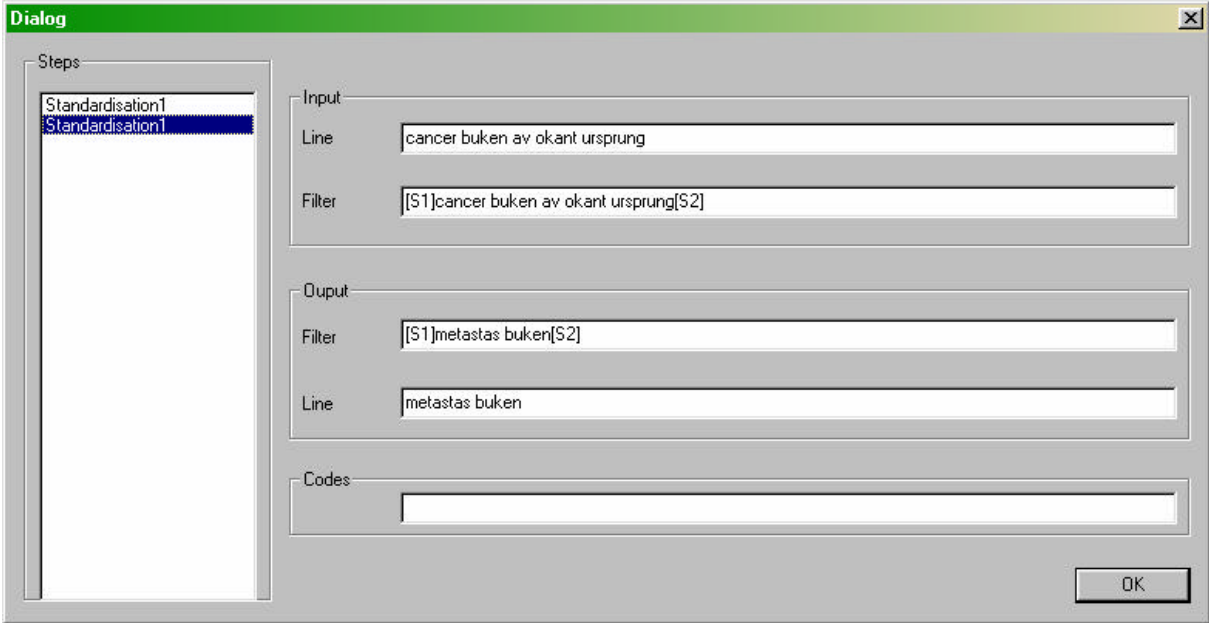 Dialog
Steps
Standardisation1
Standardisation1
Input
Line
cancer buken av okant ursprung
Filter
[S1]cancer buken av okant ursprung[S2]
Ouput
Filter
[S1]metastas buken[S2]
Line
metastas buken
Codes
OK